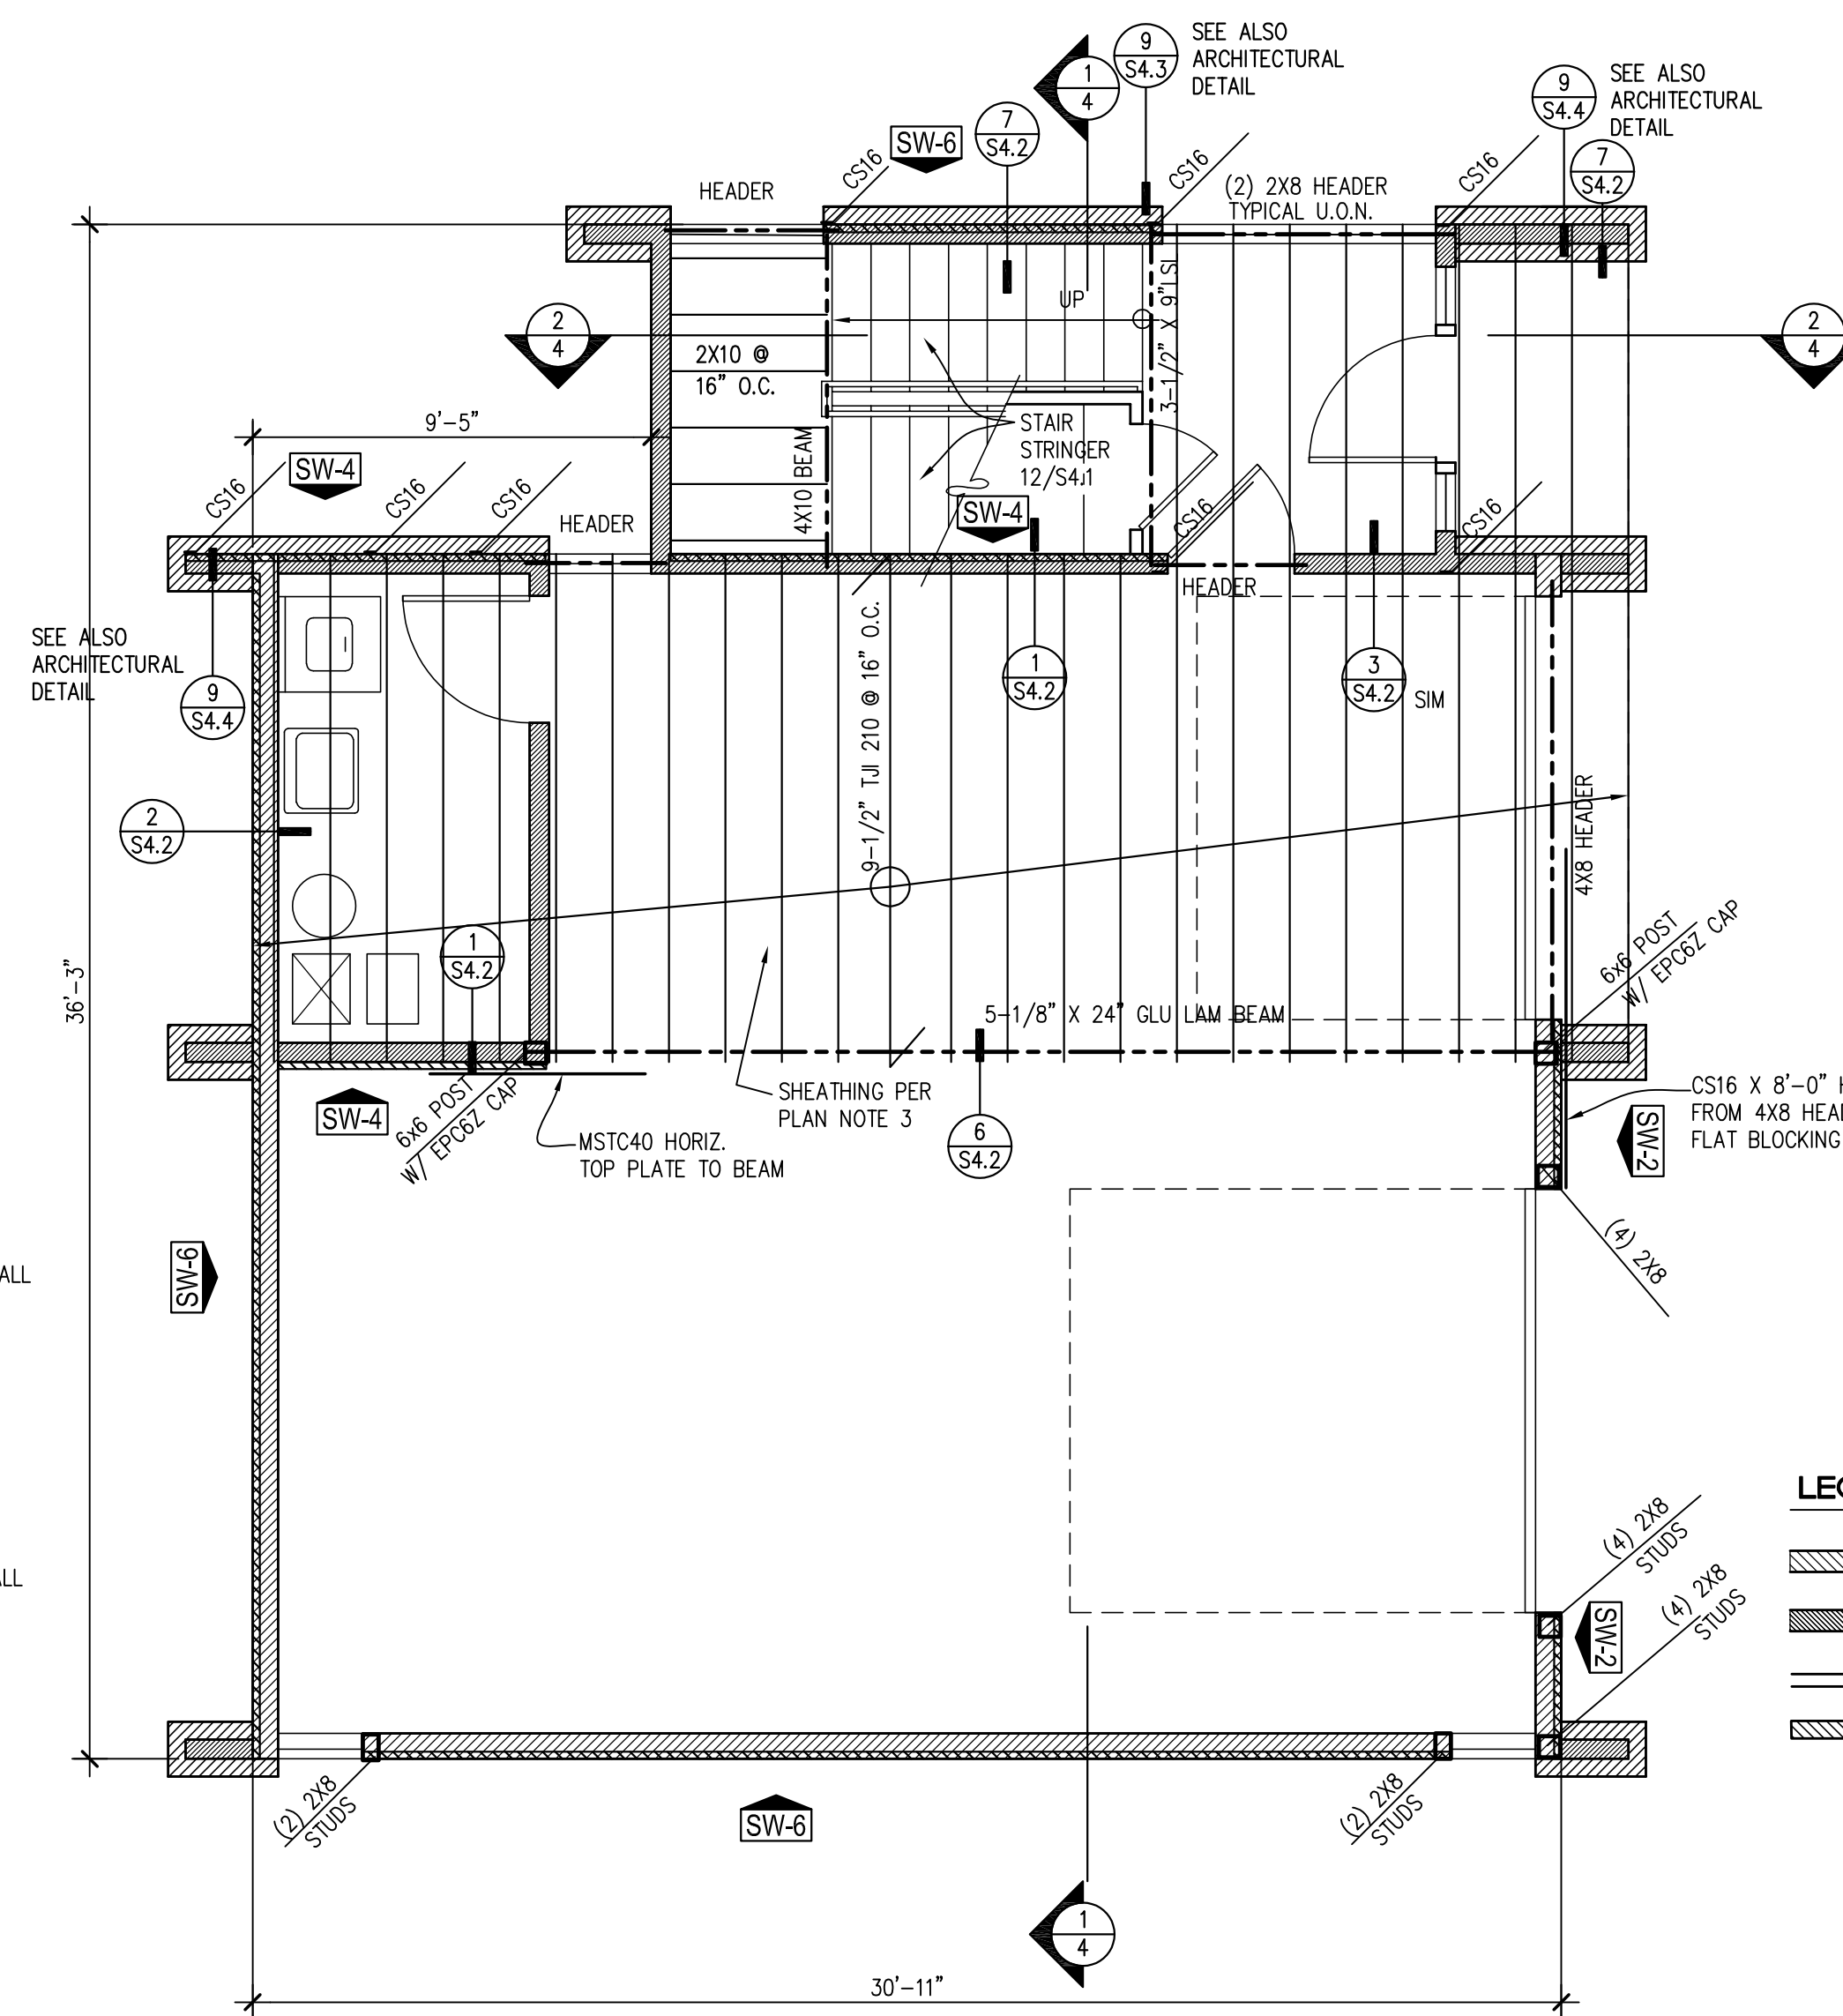 9
S4.3
SEE ALSO
ARCHITECTURAL
DETAIL
1
4
9
S4.4
SEE ALSO
ARCHITECTURAL
DETAIL
7
S4.2
SW-6
7
S4.2
CS16
CS16
CS16
HEADER
(2) 2X8 HEADER
TYPICAL U.O.N.
UP
3-1/2" X 9"LSL
2
4
2
4
2X10 @
16" O.C.
9'-5"
STAIR
STRINGER
12/S4.1
4X10 BEAM
SW-4
CS16
CS16
CS16
HEADER
SW-4
CS16
CS16
HEADER
SEE ALSO
ARCHITECTURAL
DETAIL
9
S4.4
1
S4.2
3
S4.2
SIM
9-1/2" TJI 210 @ 16" O.C.
2
S4.2
4X8 HEADER
1
S4.2
36'-3"
6x6 POST
W/ EPC6Z CAP
5-1/8" X 24" GLU LAM BEAM
SHEATHING PER
PLAN NOTE 3
SW-4
6x6 POST
W/ EPC6Z CAP
MSTC40 HORIZ.
TOP PLATE TO BEAM
6
S4.2
CS16 X 8'-0"
FROM 4X8
FLAT BLOCKING
SW-2
(4) 2X8
SW-6
ALL
(4) 2X8
STUDS
(4) 2X8
STUDS
SW-2
(2) 2X8
STUDS
SW-6
(2) 2X8
STUDS
1
4
30'-11"